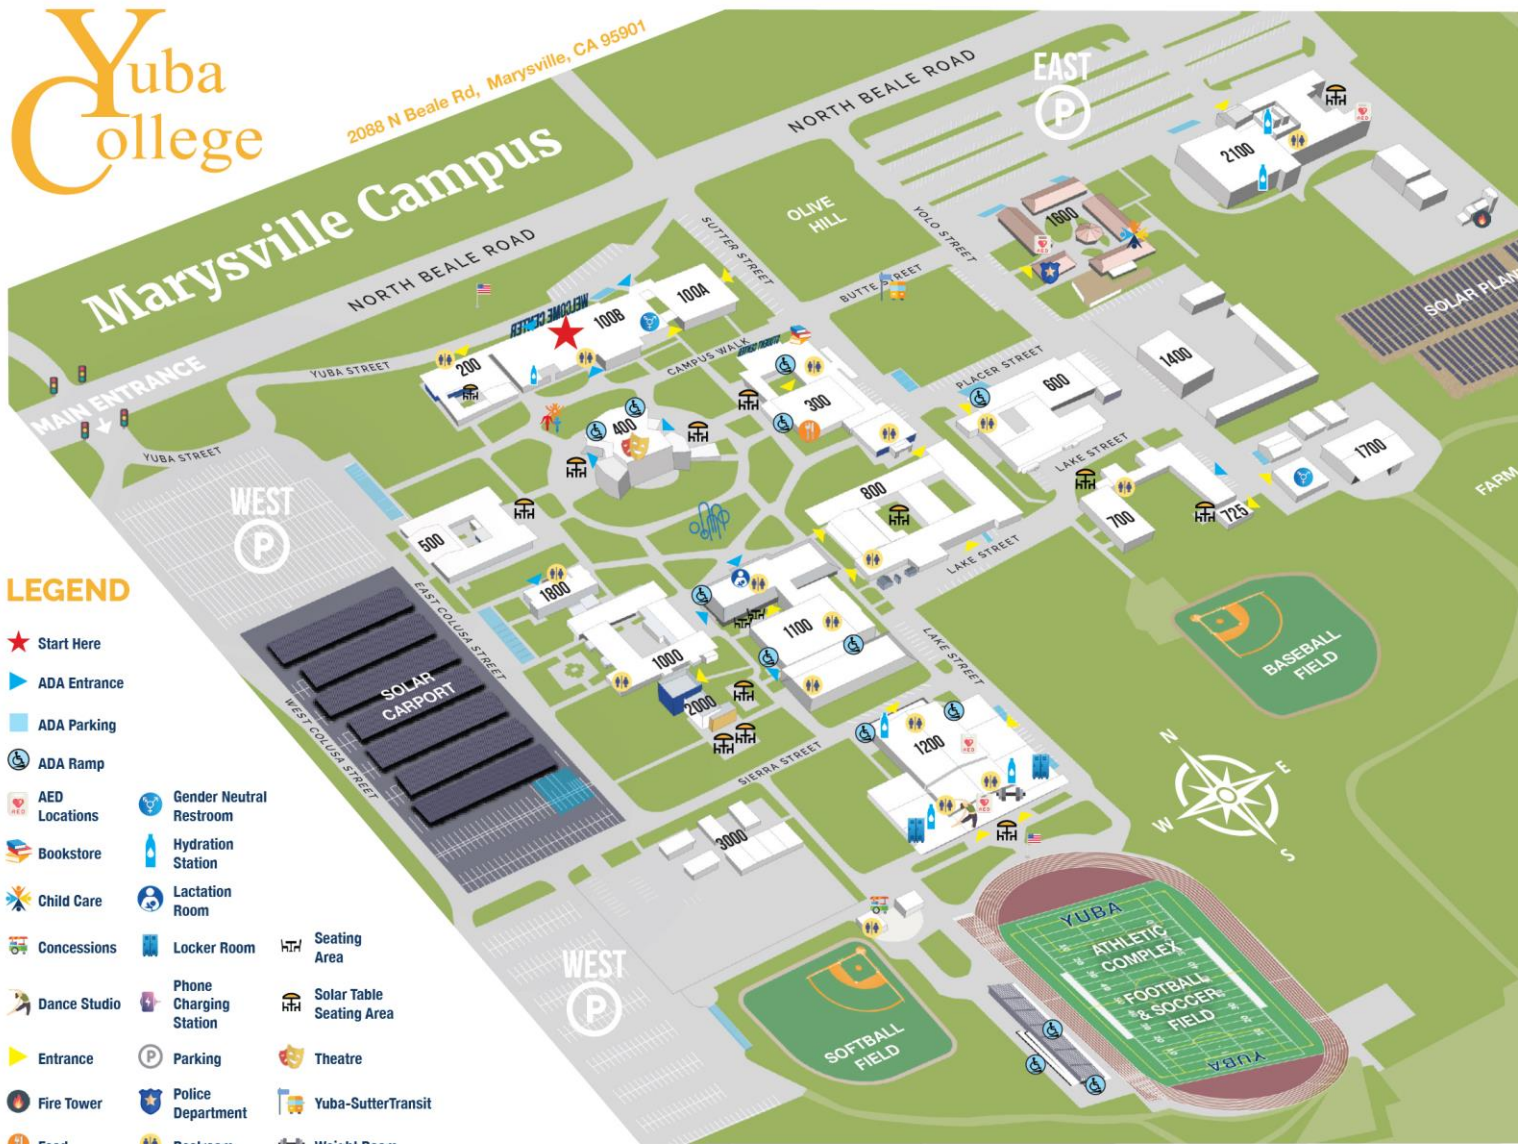 Yuba
College
2088 N Beale Rd, Marysville, CA 95901
Marysville Campus
NORTH BEALE ROAD
NORTH BEALE ROAD
EAST
P
OLIVE
HILL
SUTTER STREET
YOLO STREET
BUTTE STREET
2100
1600
SOLAR PLAN
WELCOME CENTER
100A
100B
200
YUBA STREET
MAIN ENTRANCE
YUBA STREET
CAMPUS WALK
PLACER STREET
300
400
600
1400
1700
LAKE STREET
FARM
WEST
P
500
800
700
725
LAKE STREET
1800
EAST COLUSA STREET
1000
1100
LAKE STREET
BASEBALL
FIELD
SOLAR
CARPORT
WEST COLUSA STREET
2000
SIERRA STREET
1200
N
E
W
S
3000
WEST
P
SOFTBALL
FIELD
YUBA
ATHLETIC
COMPLEX
FOOTBALL
& SOCCER
FIELD
YUBA
LEGEND
Start Here
ADA Entrance
ADA Parking
ADA Ramp
AED
Locations
Bookstore
Child Care
Concessions
Dance Studio
Entrance
Fire Tower
Food
Gender Neutral
Restroom
Hydration
Station
Lactation
Room
Locker Room
Phone
Charging
Station
P Parking
Police
Department
Restroom
Seating
Area
Solar Table
Seating Area
Theatre
Yuba-SutterTransit
Weight Room